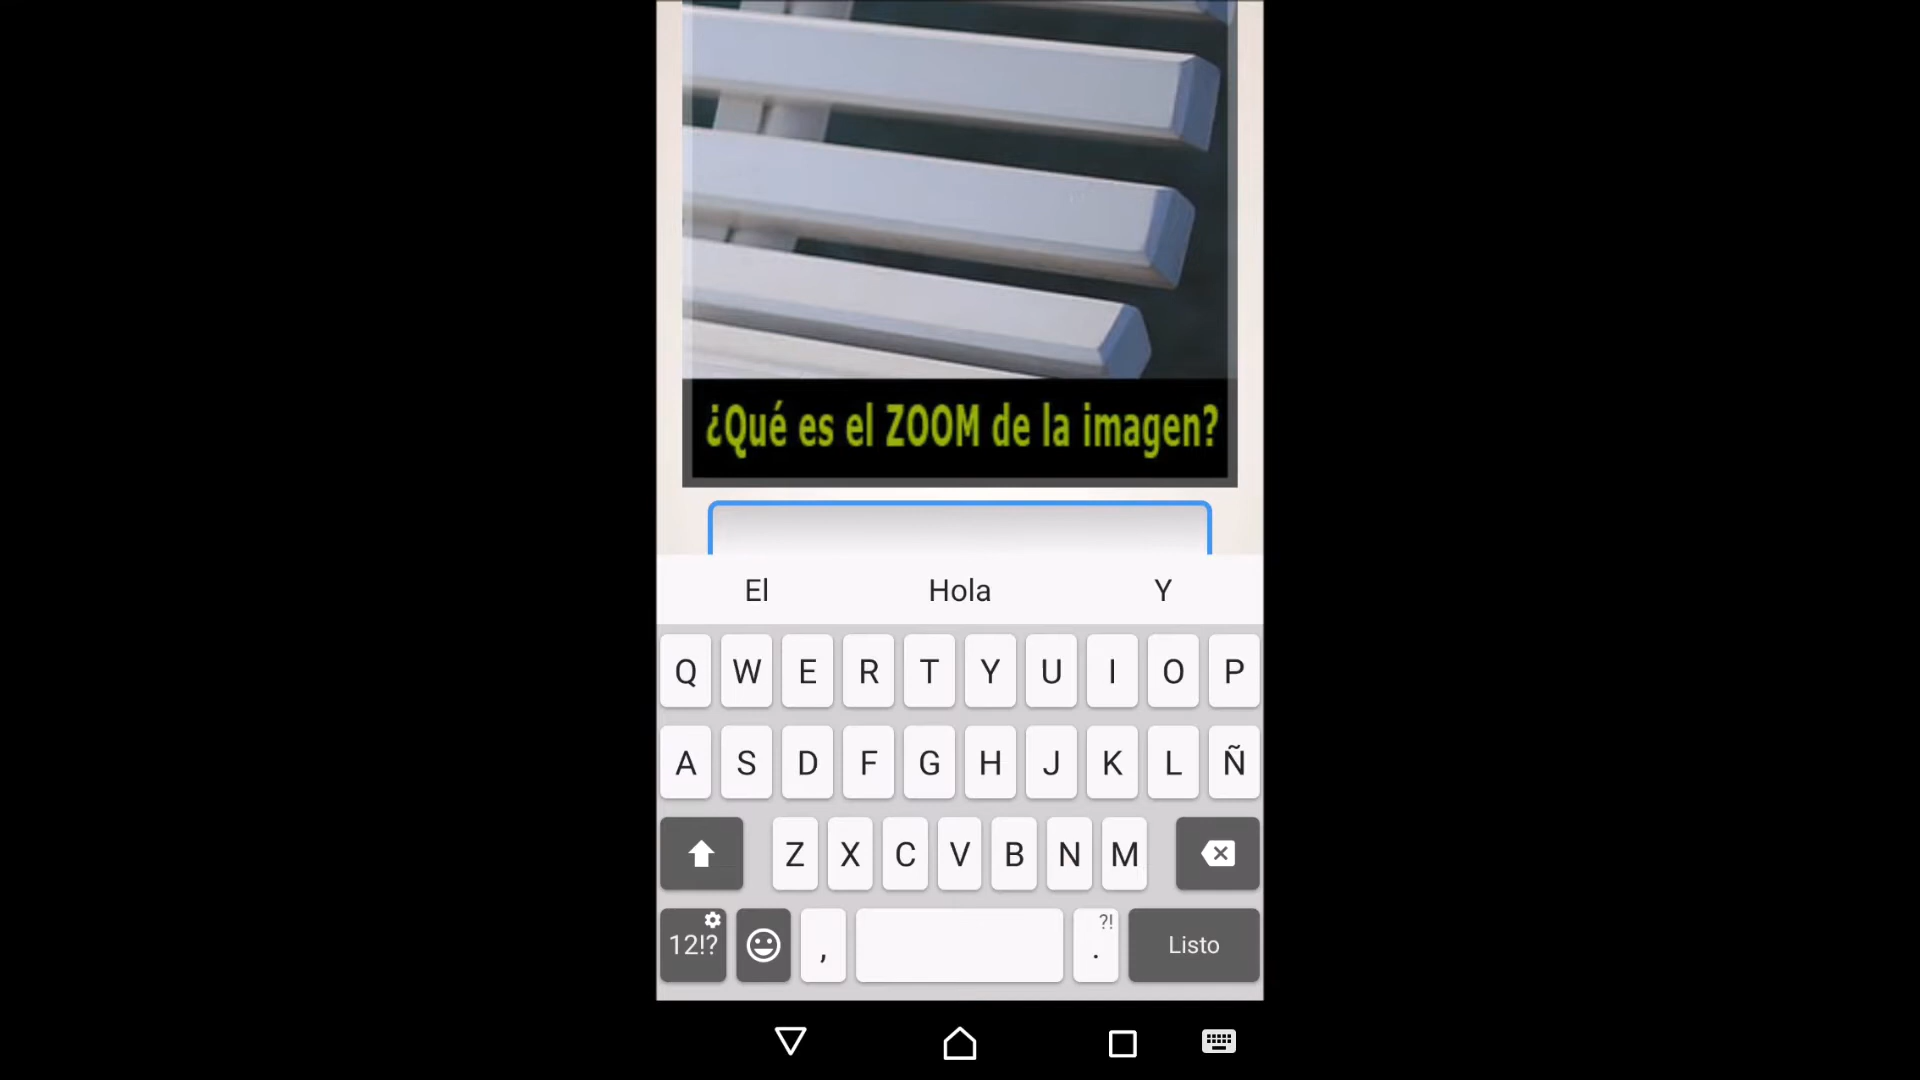 ¿Qué es el ZOOM de la imagen?
El Hola Y
Q W E R T Y U I O P
A S D F G H J K L Ñ
Z X C V B N M
12!? , ?! . Listo